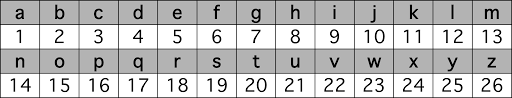 a b c d e f g h i j k l m
1 2 3 4 5 6 7 8 9 10 11 12 13
n o p q r s t u v w x y z
14 15 16 17 18 19 20 21 22 23 24 25 26